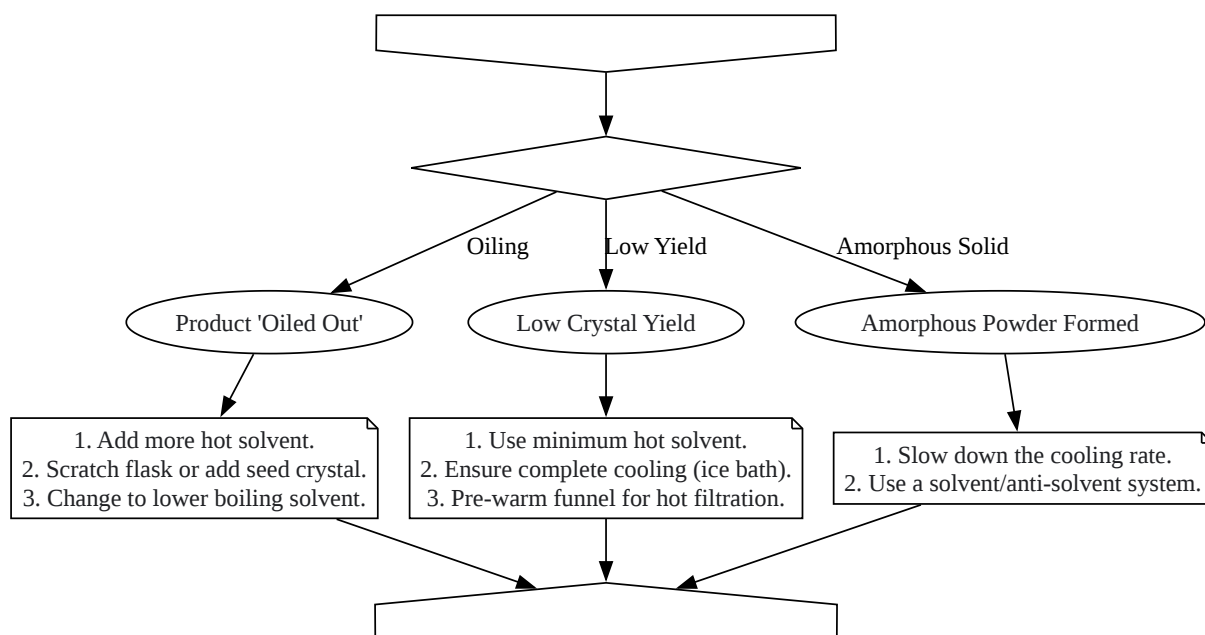 Oiling
Low Yield
Amorphous Solid
Product 'Oiled Out'
Low Crystal Yield
Amorphous Powder Formed
1. Add more hot solvent.
2. Scratch flask or add seed crystal.
3. Change to lower boiling solvent.
1. Use minimum hot solvent.
2. Ensure complete cooling (ice bath).
3. Pre-warm funnel for hot filtration.
1. Slow down the cooling rate.
2. Use a solvent/anti-solvent system.